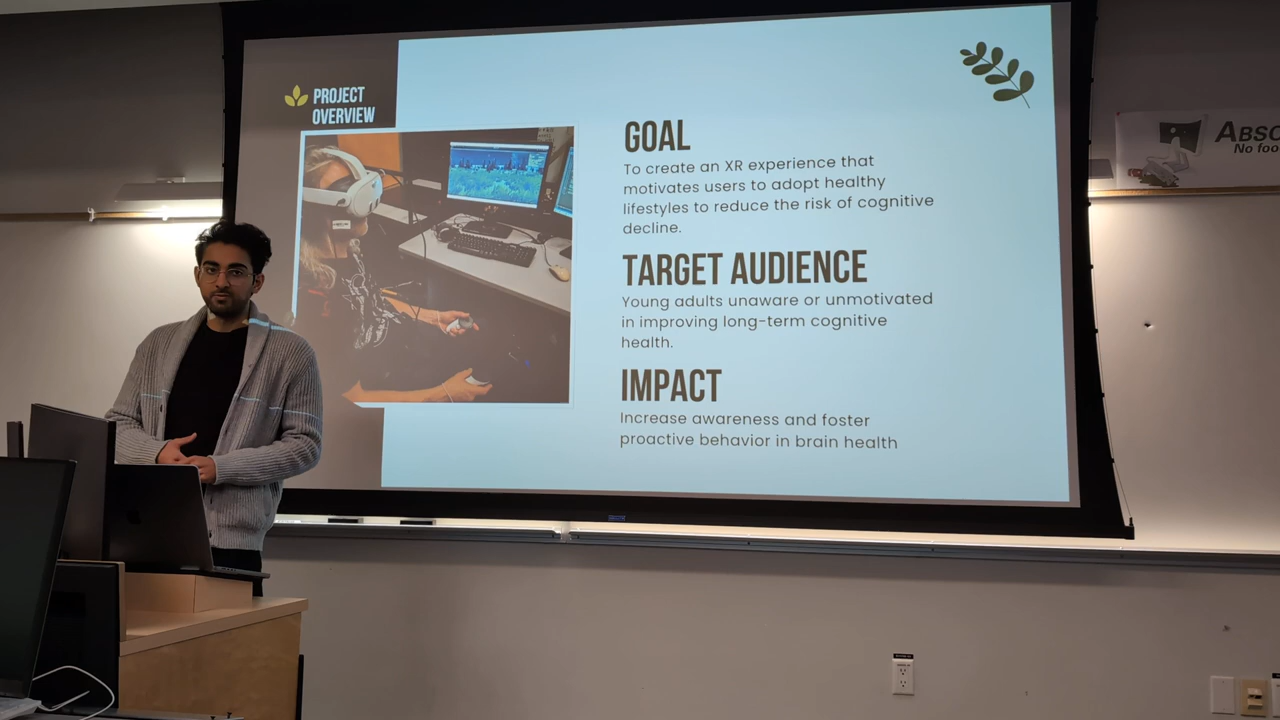 PROJECT
OVERVIEW
GOAL
To create an XR experience that
motivates users to adopt healthy
lifestyles to reduce the risk of cognitive
decline.
TARGET AUDIENCE
Young adults unaware or unmotivated
in improving long-term cognitive
health.
IMPACT
Increase awareness and foster
proactive behavior in brain health
No foo